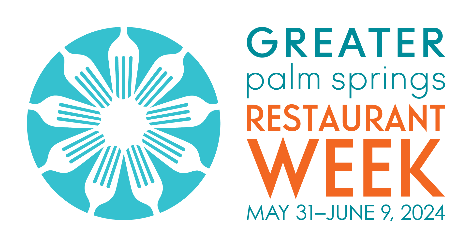 GREATER
palm springs
RESTAURANT
WEEK
MAY 31–JUNE 9, 2024